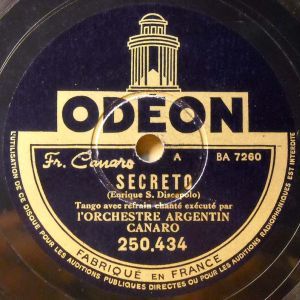 ODEON
Fr. Canaro
A
BA 7260
SECRETO
(Enrique S. Discapolo)
Tango avec refrain chanté exécuté par
l'ORCHESTRE ARGENTIN
CANARO
250,434
FABRIQUÉ EN FRANCE
L'UTILISATION DE CE DISQUE POUR LES AUDITIONS PUBLIQUES DIRECTES OU POUR LES AUDITIONS RADIOPHONIQUES EST INTERDITE